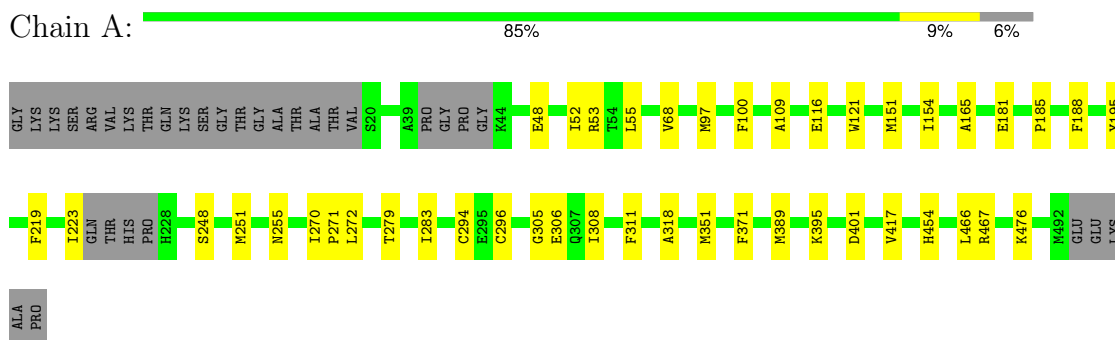 Chain A:
85% 9% 6%
GLY LYS LYS SER ARG VAL LYS THR GLN LYS SER GLY THR GLY ALA THR ALA THR VAL S20 A39 PRO GLY PRO GLY K44 E48 I52 R53 T54 L55 V68 M97 F100 A109 E116 W121 M151 I154 A165 E181 P185 F188
F219 I223 GLN THR HIS PRO H228 S248 M251 N255 I270 P271 L272 T279 I283 C294 E295 C296 G305 E306 Q307 I308 F311 A318 M351 F371 M389 K395 D401 V417 H454 L466 R467 K476 M492 GLU GLU LYS
ALA PRO